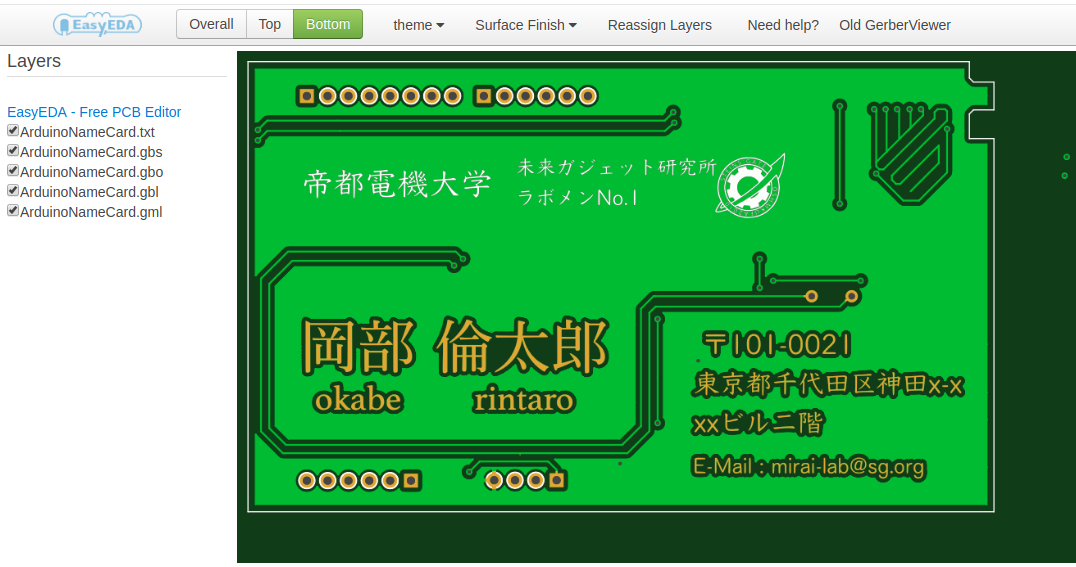 EasyEDA
Overall
Top
Bottom
theme
Surface Finish
Reassign Layers
Need help?
Old GerberViewer
Layers
EasyEDA - Free PCB Editor
ArduinoNameCard.txt
ArduinoNameCard.gbs
ArduinoNameCard.gbo
ArduinoNameCard.gbl
ArduinoNameCard.gml
帝都電機大学
未来ガジェット研究所
ラボメンNo.1
岡部 倫太郎
okabe rintaro
〒101-0021
東京都千代田区神田x-x
xxビル二階
E-Mail : mirai-lab@sg.org